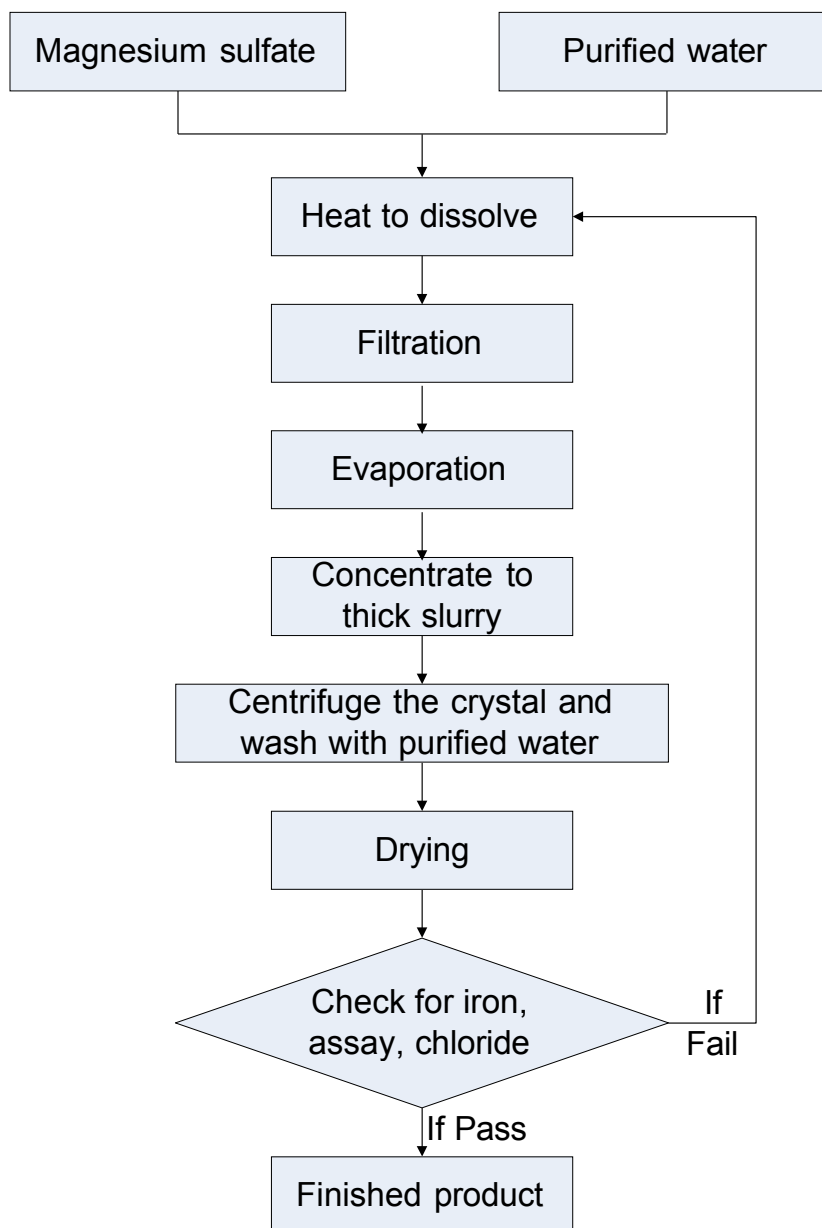 Magnesium sulfate
Purified water
Heat to dissolve
Filtration
Evaporation
Concentrate to
thick slurry
Centrifuge the crystal and
wash with purified water
Drying
Check for iron,
assay, chloride
If
Fail
If Pass
Finished product